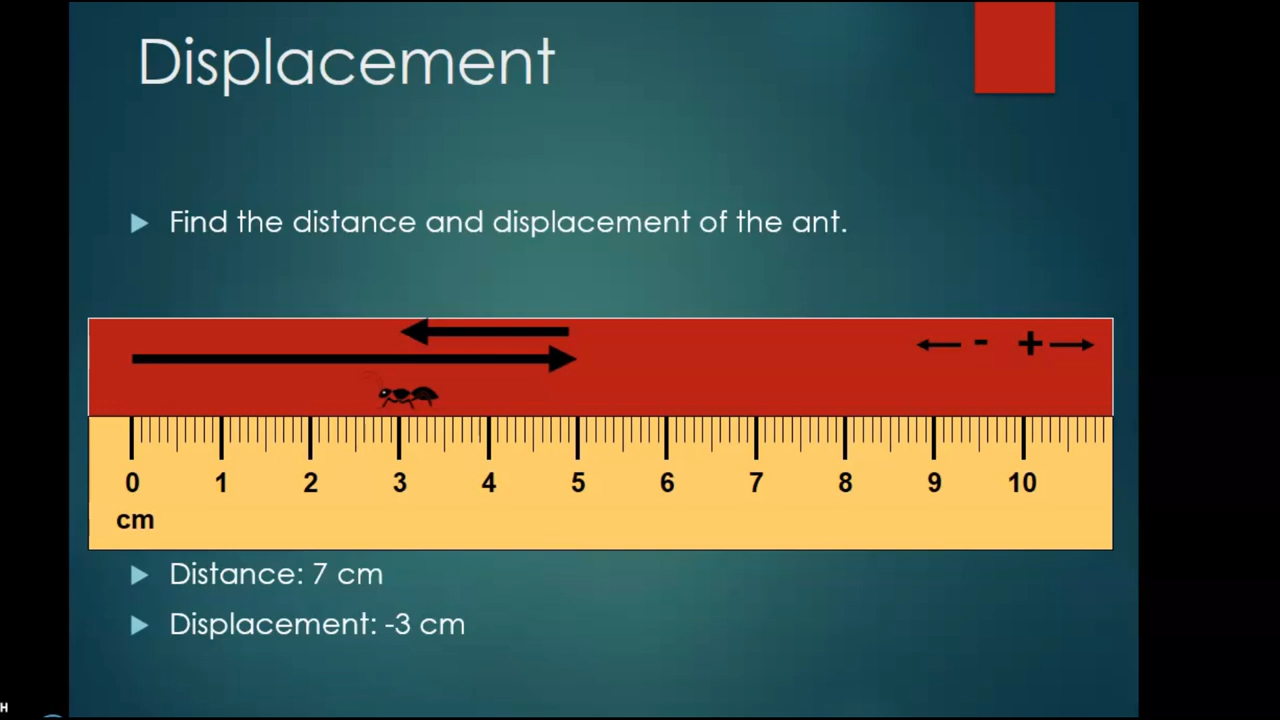 Displacement
Find the distance and displacement of the ant.
- +
0 1 2 3 4 5 6 7 8 9 10
cm
Distance: 7 cm
Displacement: -3 cm
H